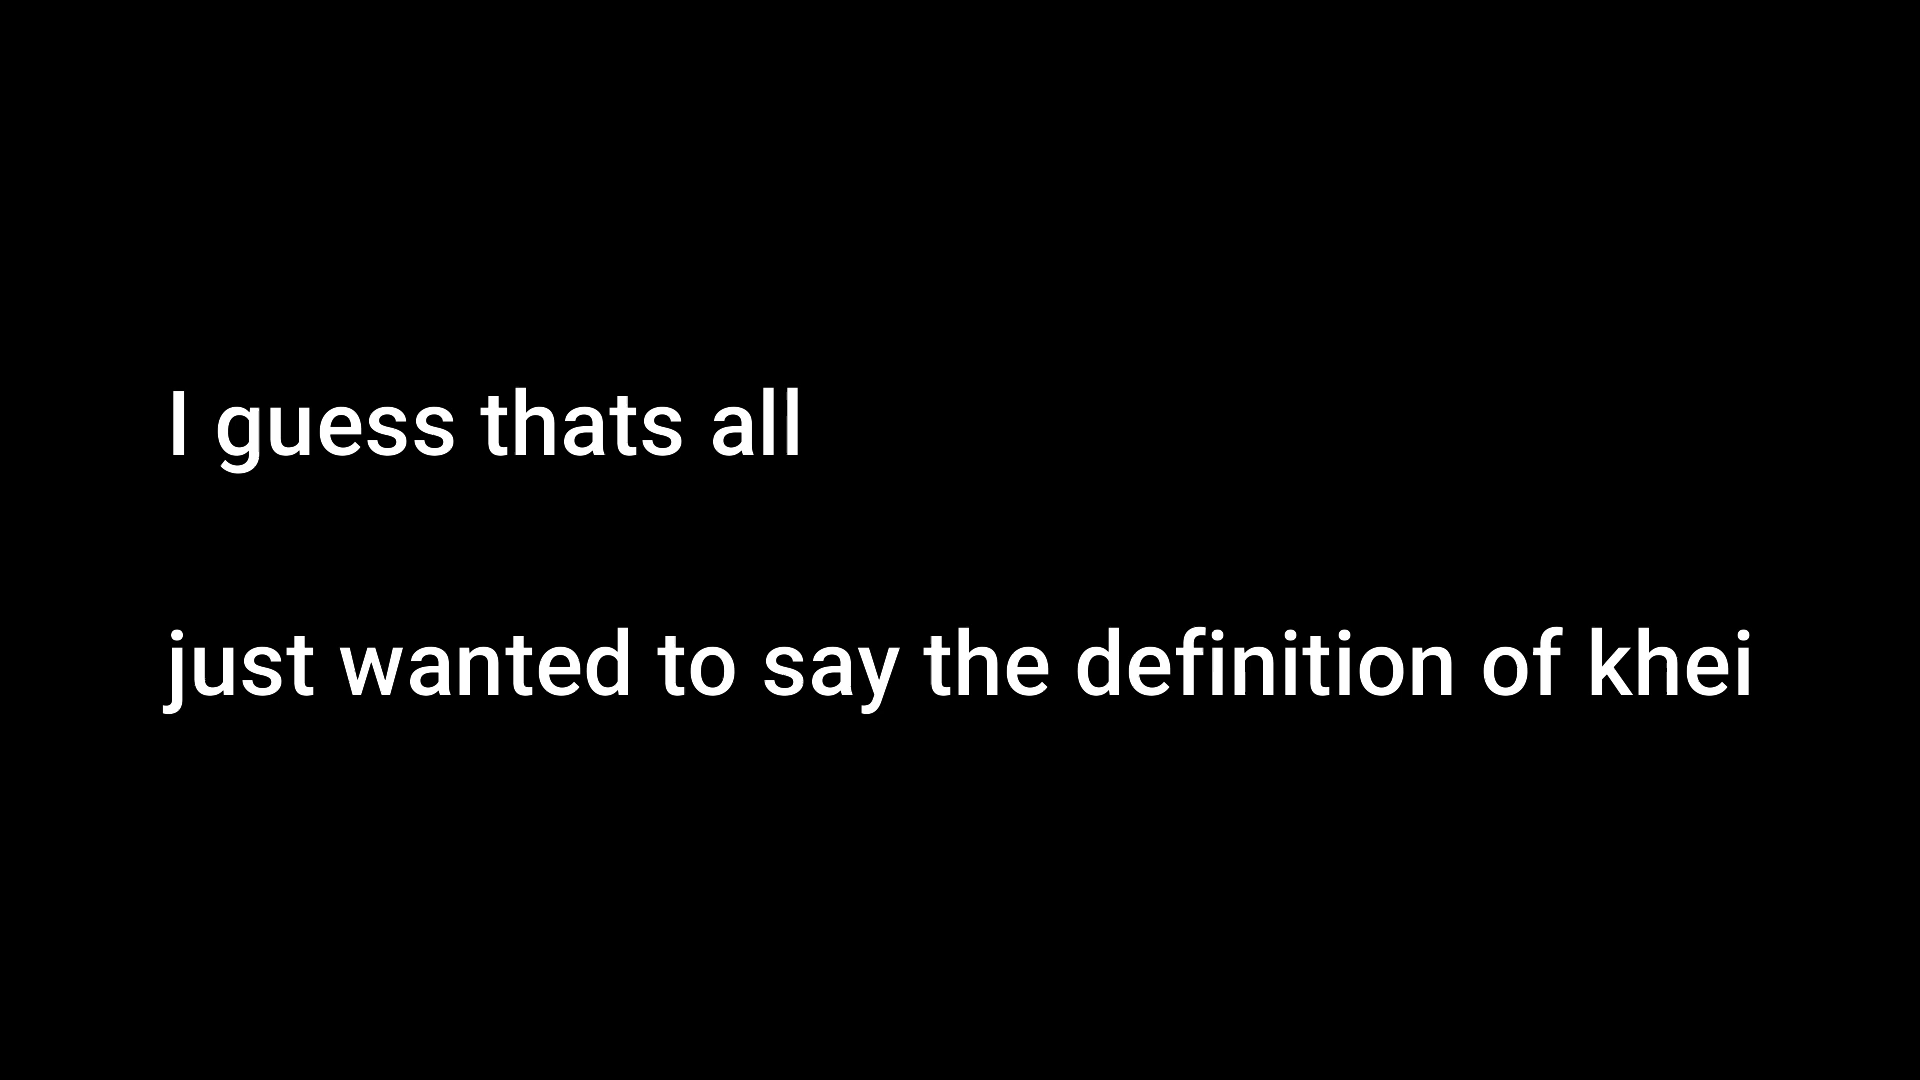 I guess thats all
just wanted to say the definition of khei